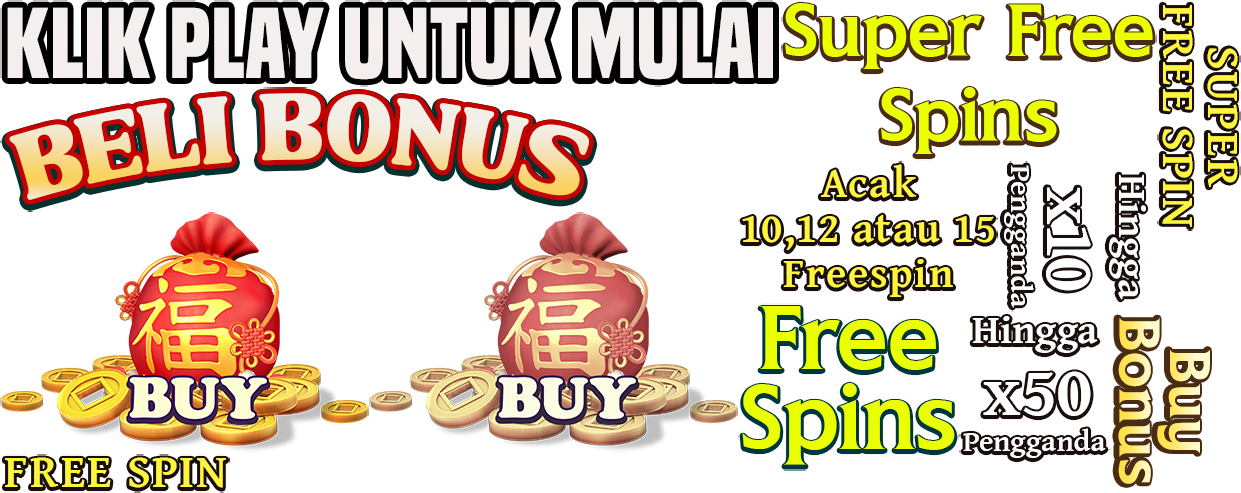 KLIK PLAY UNTUK MULAI
BELI BONUS
福
BUY
福
BUY
FREE SPIN
Super Free
Spins
Acak
10,12 atau 15
Freespin
Free
Spins
SUPER
FREE SPIN
Hingga
x10
Pengganda
Hingga
x50
Pengganda
Buy
Bonus